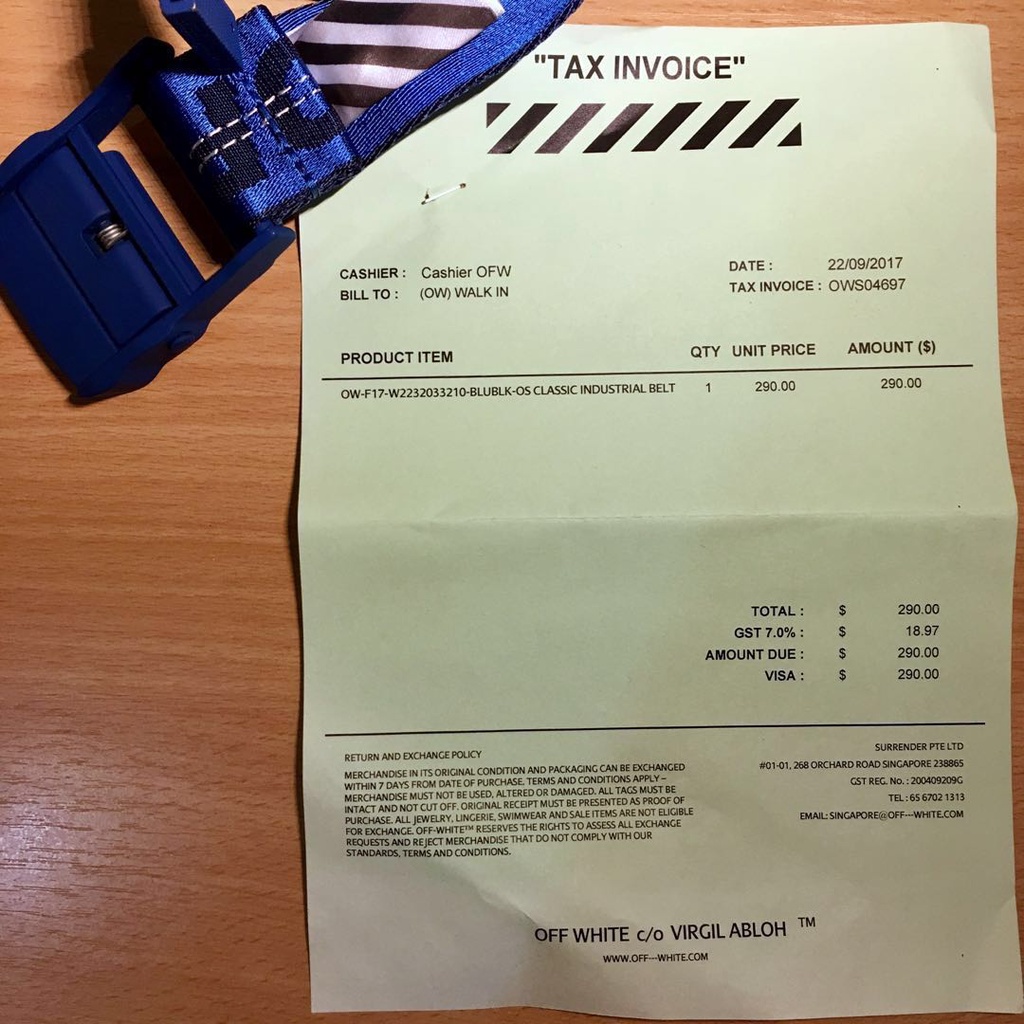 "TAX INVOICE"
CASHIER : Cashier OFW
DATE : 22/09/2017
BILL TO : (OW) WALK IN
TAX INVOICE : OWS04697
PRODUCT ITEM QTY UNIT PRICE AMOUNT ($)
OW-F17-W2232033210-BLUBLK-OS CLASSIC INDUSTRIAL BELT 1 290.00 290.00
TOTAL : $ 290.00
GST 7.0% : $ 18.97
AMOUNT DUE : $ 290.00
VISA : $ 290.00
RETURN AND EXCHANGE POLICY
MERCHANDISE IN ITS ORIGINAL CONDITION AND PACKAGING CAN BE EXCHANGED
WITHIN 7 DAYS FROM DATE OF PURCHASE. TERMS AND CONDITIONS APPLY –
MERCHANDISE MUST NOT BE USED, ALTERED OR DAMAGED. ALL TAGS MUST BE
INTACT AND NOT CUT OFF. ORIGINAL RECEIPT MUST BE PRESENTED AS PROOF OF
PURCHASE. ALL JEWELRY, LINGERIE, SWIMWEAR AND SALE ITEMS ARE NOT ELIGIBLE
FOR EXCHANGE. OFF-WHITE™ RESERVES THE RIGHTS TO ASSESS ALL EXCHANGE
REQUESTS AND REJECT MERCHANDISE THAT DO NOT COMPLY WITH OUR
STANDARDS, TERMS AND CONDITIONS.
SURRENDER PTE LTD
#01-01, 268 ORCHARD ROAD SINGAPORE 238865
GST REG. No. : 200409209G
TEL : 65 6702 1313
EMAIL: SINGAPORE@OFF---WHITE.COM
OFF WHITE c/o VIRGIL ABLOH ™
WWW.OFF---WHITE.COM